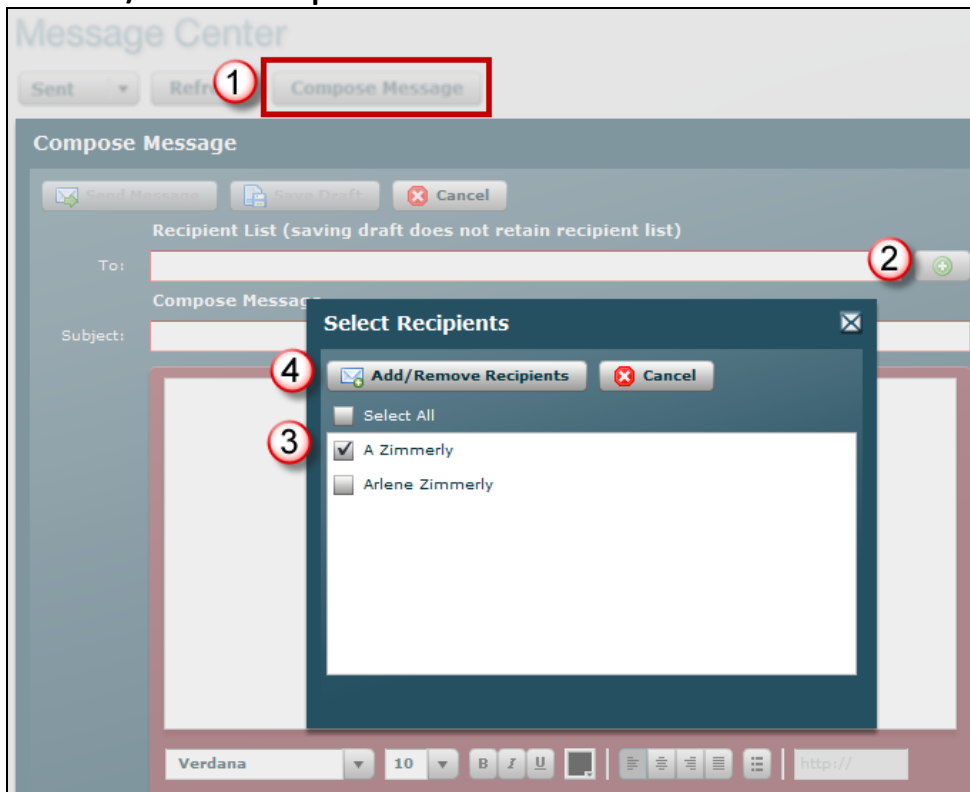 Message Center
Sent
1
Compose Message
Compose Message
Send Message Save Draft Cancel
Recipient List (saving draft does not retain recipient list)
To:
2
Compose
Subject:
Select Recipients
4
Add/Remove Recipients Cancel
Select All
3
A Zimmerly
Arlene Zimmerly
Verdana 10 B I U http://